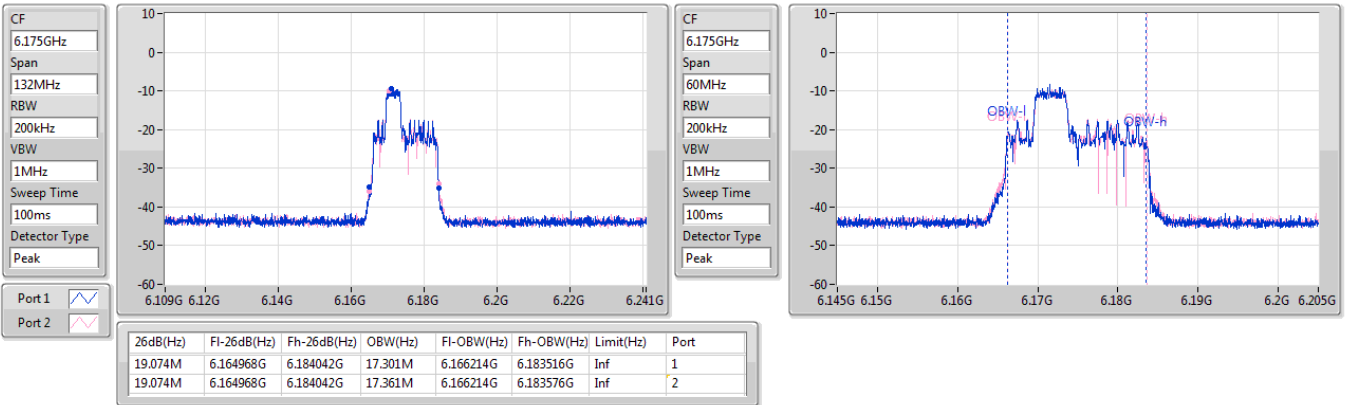 CF
6.175GHz
Span
132MHz
RBW
200kHz
VBW
1MHz
Sweep Time
100ms
Detector Type
Peak
Port 1
Port 2
10
0
-10
-20
-30
-40
-50
-60
6.109G 6.12G 6.14G 6.16G 6.18G 6.2G 6.22G 6.241G
CF
6.175GHz
Span
60MHz
RBW
200kHz
VBW
1MHz
Sweep Time
100ms
Detector Type
Peak
10
0
-10
-20
-30
-40
-50
-60
OBW-l
OBW-h
6.145G 6.15G 6.16G 6.17G 6.18G 6.19G 6.2G 6.205G
26dB(Hz) Fl-26dB(Hz) Fh-26dB(Hz) OBW(Hz) Fl-OBW(Hz) Fh-OBW(Hz) Limit(Hz) Port
19.074M 6.164968G 6.184042G 17.301M 6.166214G 6.183516G Inf 1
19.074M 6.164968G 6.184042G 17.361M 6.166214G 6.183576G Inf 2